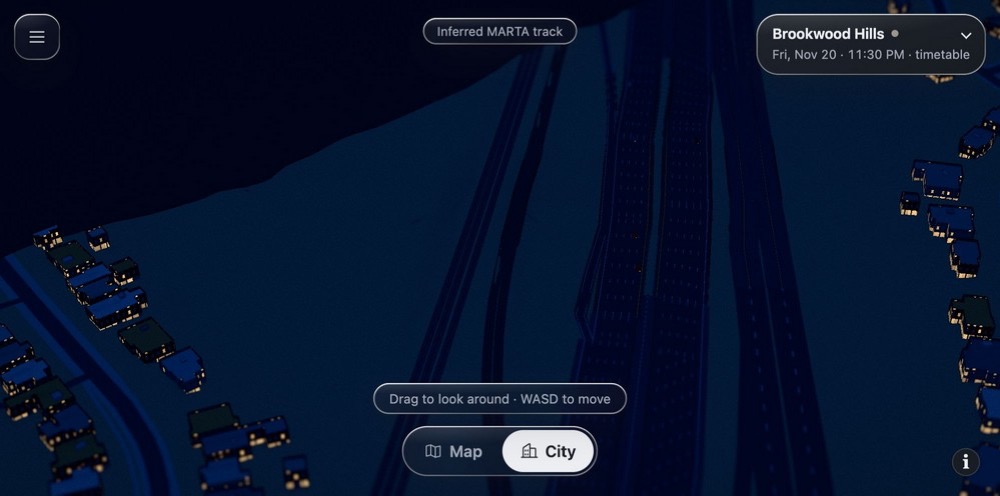 Inferred MARTA track
Brookwood Hills
Fri, Nov 20 · 11:30 PM · timetable
Drag to look around · WASD to move
Map
City
i